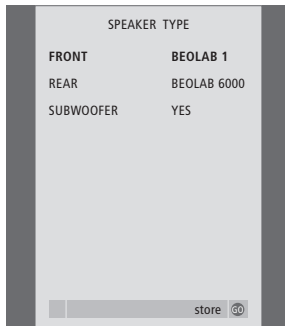 SPEAKER TYPE
FRONT BEOLAB 1
REAR BEOLAB 6000
SUBWOOFER YES
store GO